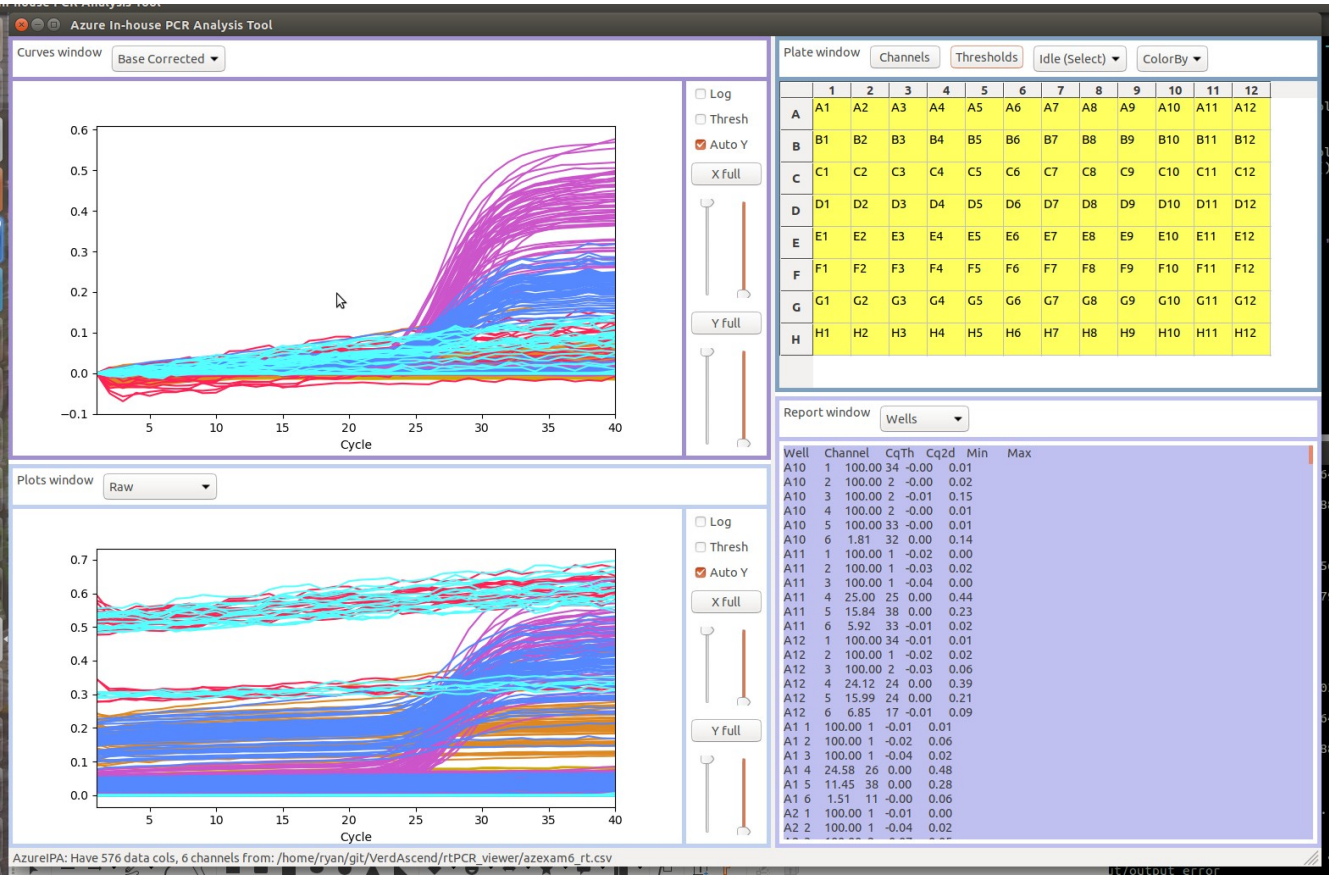 Azure In-house PCR Analysis Tool
Curves window Base Corrected
Log
Thresh
Auto Y
X full
Y full
0.6
0.5
0.4
0.3
0.2
0.1
0.0
−0.1
5 10 15 20 25 30 35 40
Cycle
Plots window Raw
Log
Thresh
Auto Y
X full
Y full
0.7
0.6
0.5
0.4
0.3
0.2
0.1
0.0
5 10 15 20 25 30 35 40
Cycle
Plate window Channels Thresholds Idle (Select) ColorBy
1 2 3 4 5 6 7 8 9 10 11 12
A A1 A2 A3 A4 A5 A6 A7 A8 A9 A10 A11 A12
B B1 B2 B3 B4 B5 B6 B7 B8 B9 B10 B11 B12
C C1 C2 C3 C4 C5 C6 C7 C8 C9 C10 C11 C12
D D1 D2 D3 D4 D5 D6 D7 D8 D9 D10 D11 D12
E E1 E2 E3 E4 E5 E6 E7 E8 E9 E10 E11 E12
F F1 F2 F3 F4 F5 F6 F7 F8 F9 F10 F11 F12
G G1 G2 G3 G4 G5 G6 G7 G8 G9 G10 G11 G12
H H1 H2 H3 H4 H5 H6 H7 H8 H9 H10 H11 H12
Report window Wells
Well Channel CqTh Cq2d Min Max
A10 1 100.00 34 -0.00 0.01
A10 2 100.00 2 -0.00 0.02
A10 3 100.00 2 -0.01 0.15
A10 4 100.00 2 -0.00 0.01
A10 5 100.00 33 -0.00 0.01
A10 6 1.81 32 0.00 0.14
A11 1 100.00 1 -0.02 0.00
A11 2 100.00 1 -0.03 0.02
A11 3 100.00 1 -0.04 0.00
A11 4 25.00 25 0.00 0.44
A11 5 15.84 38 0.00 0.23
A11 6 5.92 33 -0.01 0.02
A12 1 100.00 34 -0.01 0.01
A12 2 100.00 1 -0.02 0.02
A12 3 100.00 2 -0.03 0.06
A12 4 24.12 24 0.00 0.39
A12 5 15.99 24 0.00 0.21
A12 6 6.85 17 -0.01 0.09
A1 1 100.00 1 -0.01 0.01
A1 2 100.00 1 -0.02 0.06
A1 3 100.00 1 -0.04 0.02
A1 4 24.58 26 0.00 0.48
A1 5 11.45 38 0.00 0.28
A1 6 1.51 11 -0.00 0.06
A2 1 100.00 1 -0.01 0.00
A2 2 100.00 1 -0.04 0.02
AzureIPA: Have 576 data cols, 6 channels from: /home/ryan/git/VerdAscend/rtPCR_viewer/azexam6_rt.csv
ut/output error